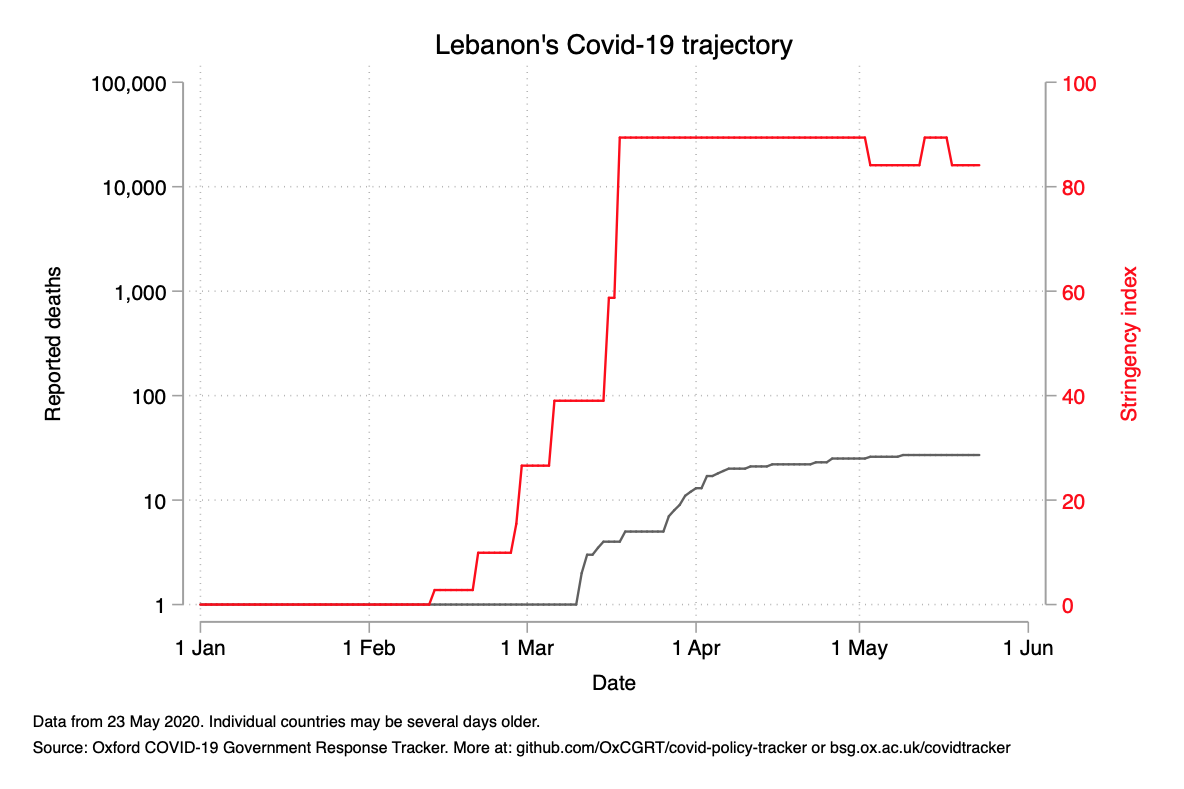 Lebanon's Covid-19 trajectory
100,000
10,000
1,000
100
10
1
Reported deaths
100
80
60
40
20
0
Stringency index
1 Jan
1 Feb
1 Mar
1 Apr
1 May
1 Jun
Date
Data from 23 May 2020. Individual countries may be several days older.
Source: Oxford COVID-19 Government Response Tracker. More at: github.com/OxCGRT/covid-policy-tracker or bsg.ox.ac.uk/covidtracker